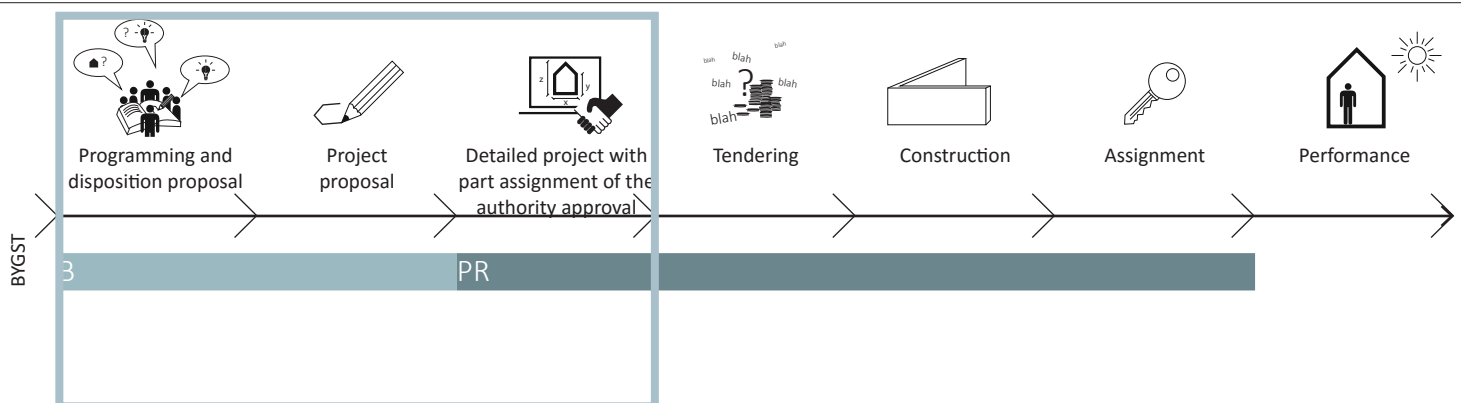 ?
?
z
y
x
blah
blah
blah
blah
?
blah
blah
Programming and
disposition proposal
Project
proposal
Detailed project with
part assignment of the
authority approval
Tendering
Construction
Assignment
Performance
BYGST
B
PR